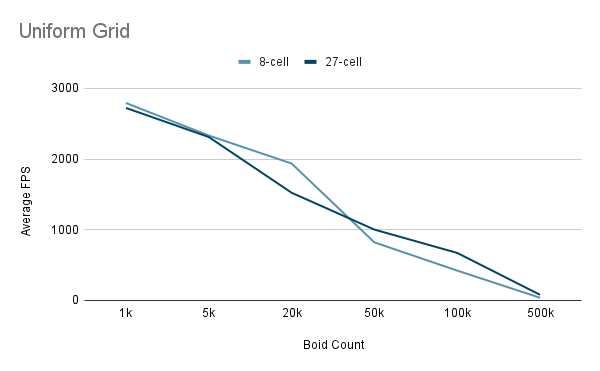 Uniform Grid
8-cell 27-cell
3000
2000
1000
0
Average FPS
1k 5k 20k 50k 100k 500k
Boid Count